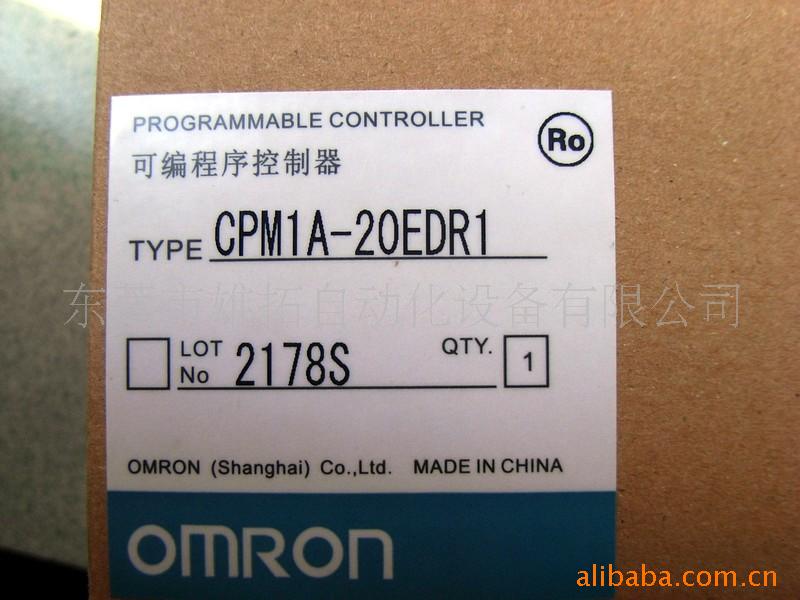 PROGRAMMABLE CONTROLLER
Ro
可编程序控制器
TYPE CPM1A-20EDR1
东莞市雄拓自动化设备有限公司
LOT No 2178S QTY. 1
OMRON (Shanghai) Co.,Ltd. MADE IN CHINA
OMRON
alibaba.com.cn